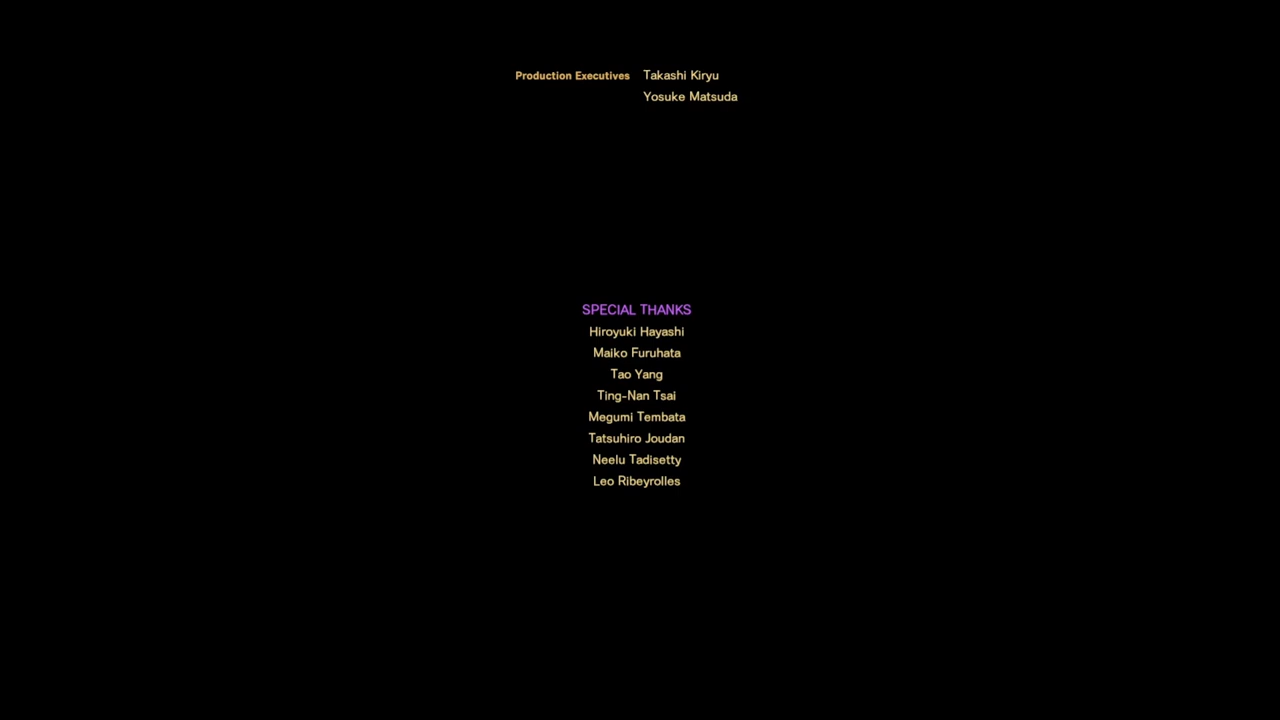 Production Executives Takashi Kiryu
Yosuke Matsuda
SPECIAL THANKS
Hiroyuki Hayashi
Maiko Furuhata
Tao Yang
Ting-Nan Tsai
Megumi Tembata
Tatsuhiro Joudan
Neelu Tadisetty
Leo Ribeyrolles